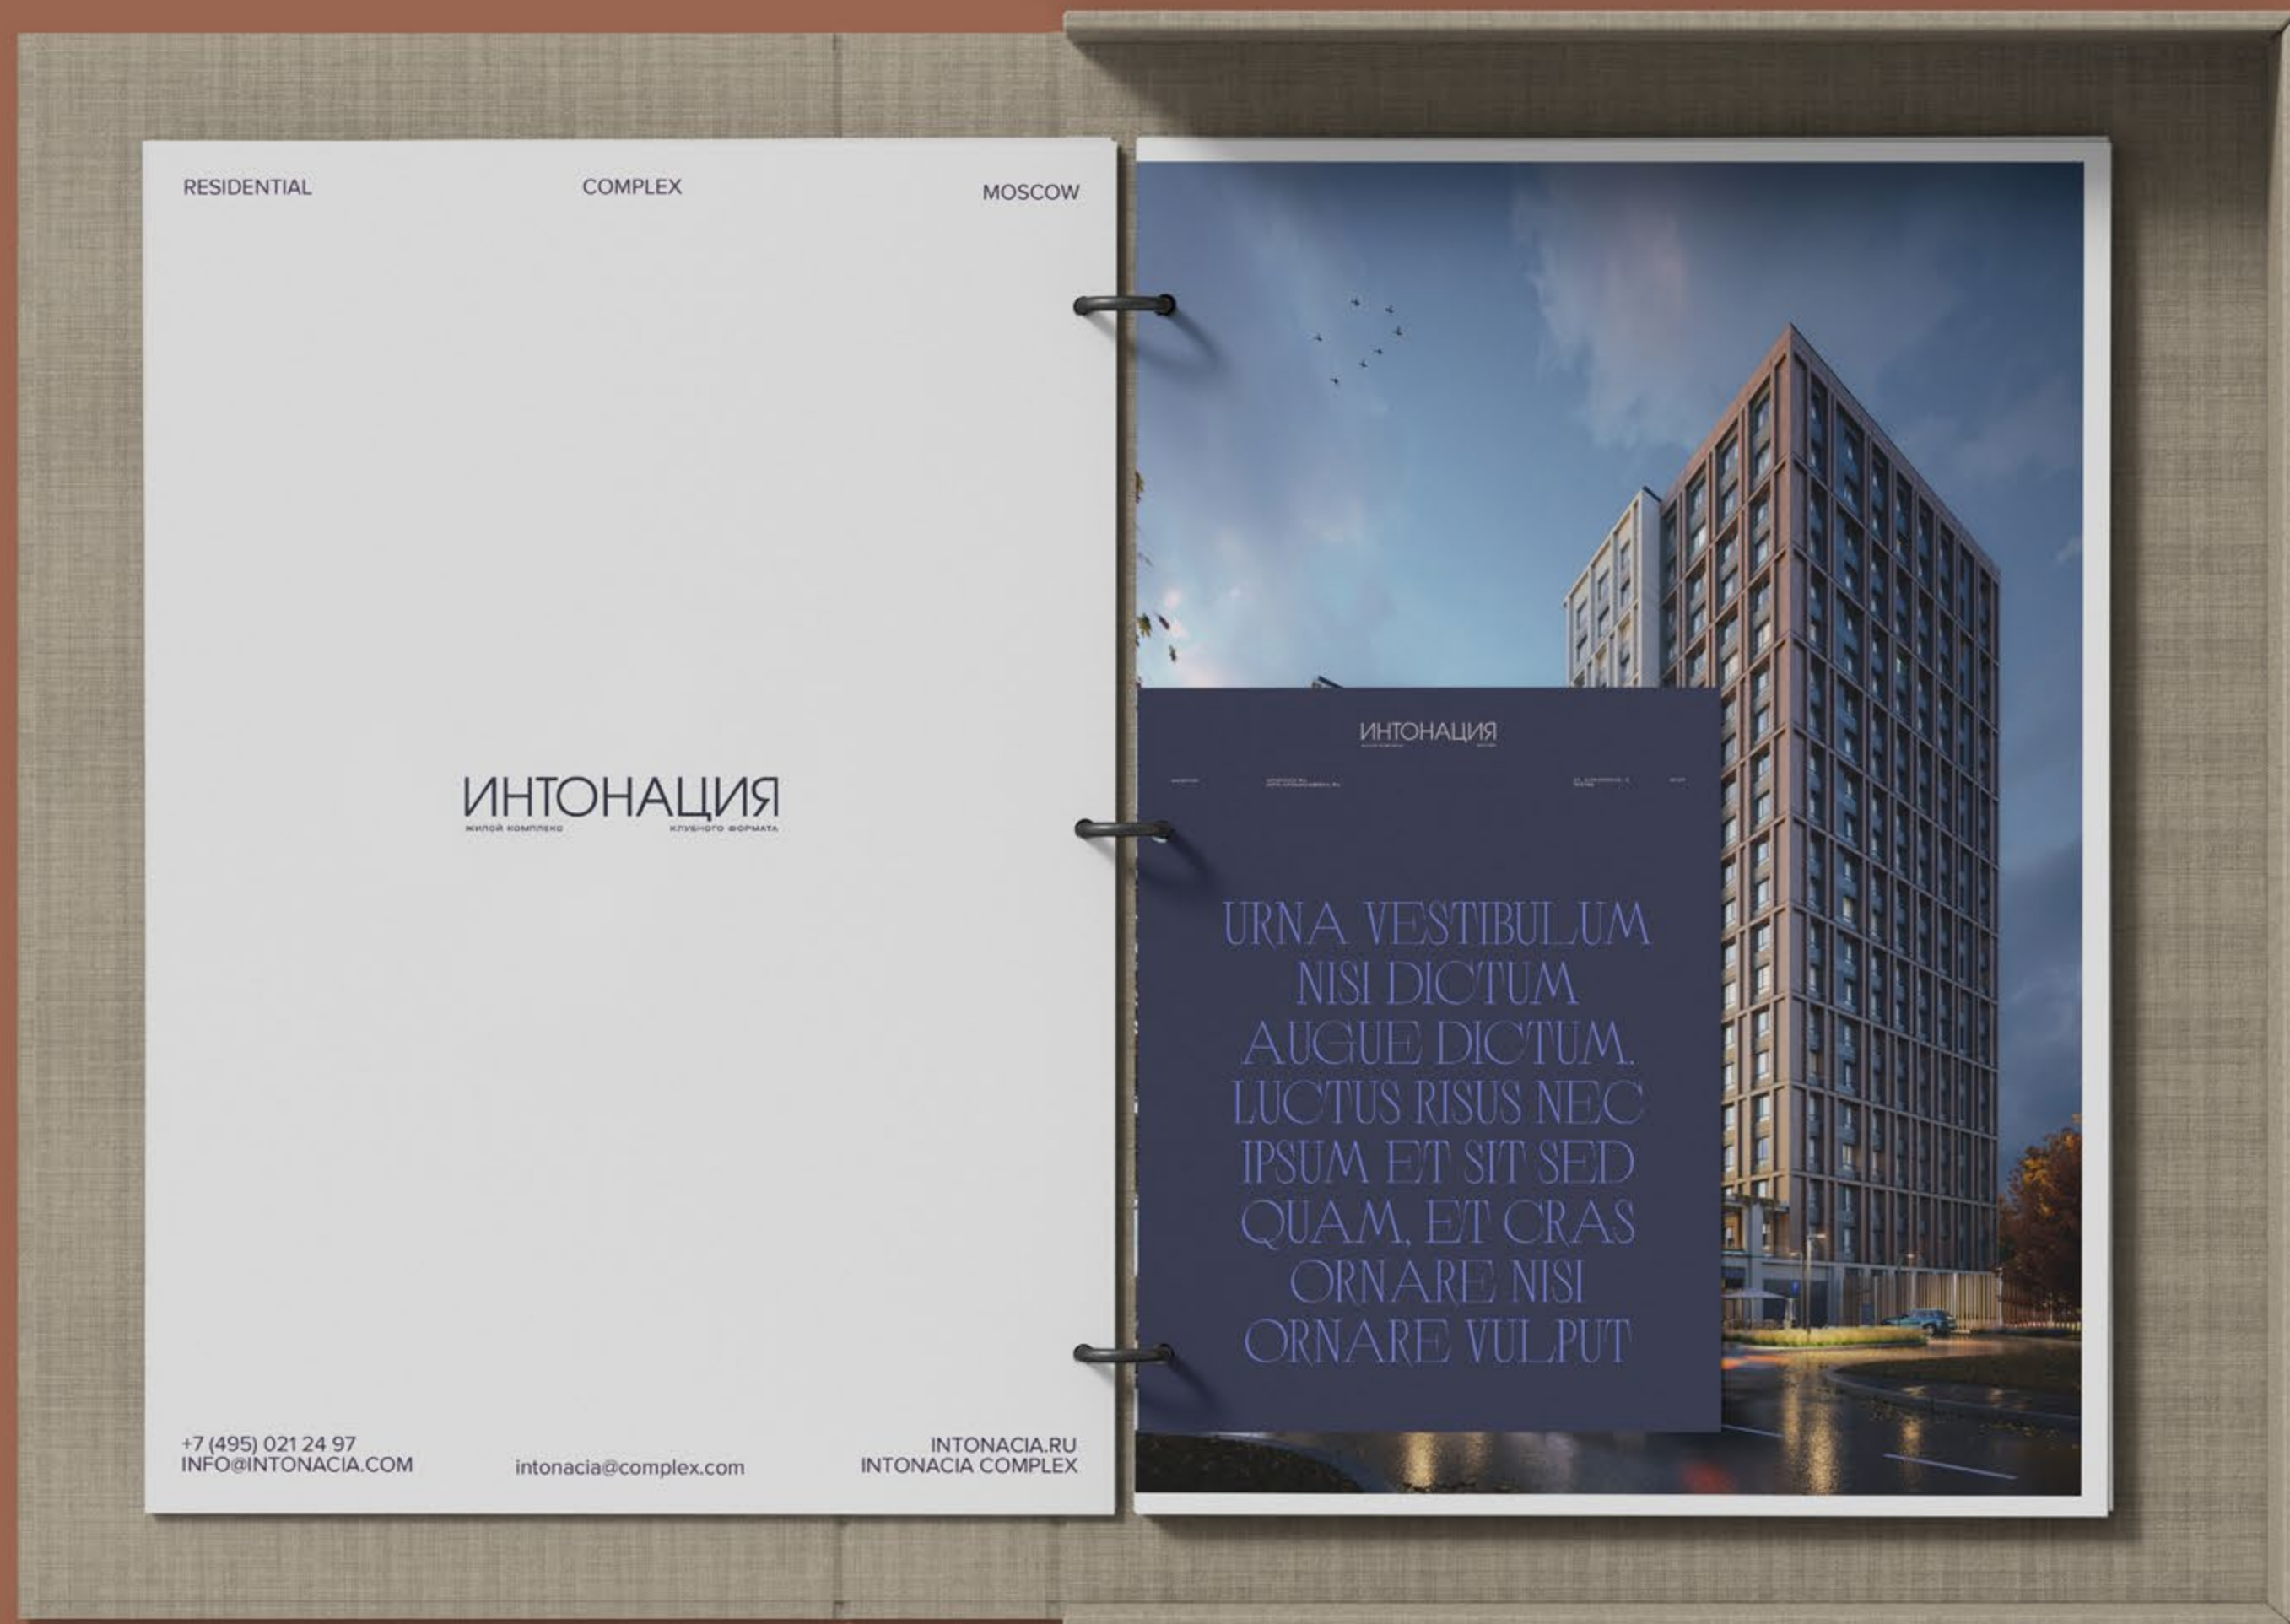 RESIDENTIAL
COMPLEX
MOSCOW
ИНТОНАЦИЯ
ЖИЛОЙ КОМПЛЕКС
КЛУБНОГО ФОРМАТА
+7 (495) 021 24 97
INFO@INTONACIA.COM
intonacia@complex.com
INTONACIA.RU
INTONACIA COMPLEX
ИНТОНАЦИЯ
URNA VESTIBULUM
NISI DICTUM
AUGUE DICTUM.
LUCTUS RISUS NEC
IPSUM ET SIT SED
QUAM, ET CRAS
ORNARE NISI
ORNARE VULPUT